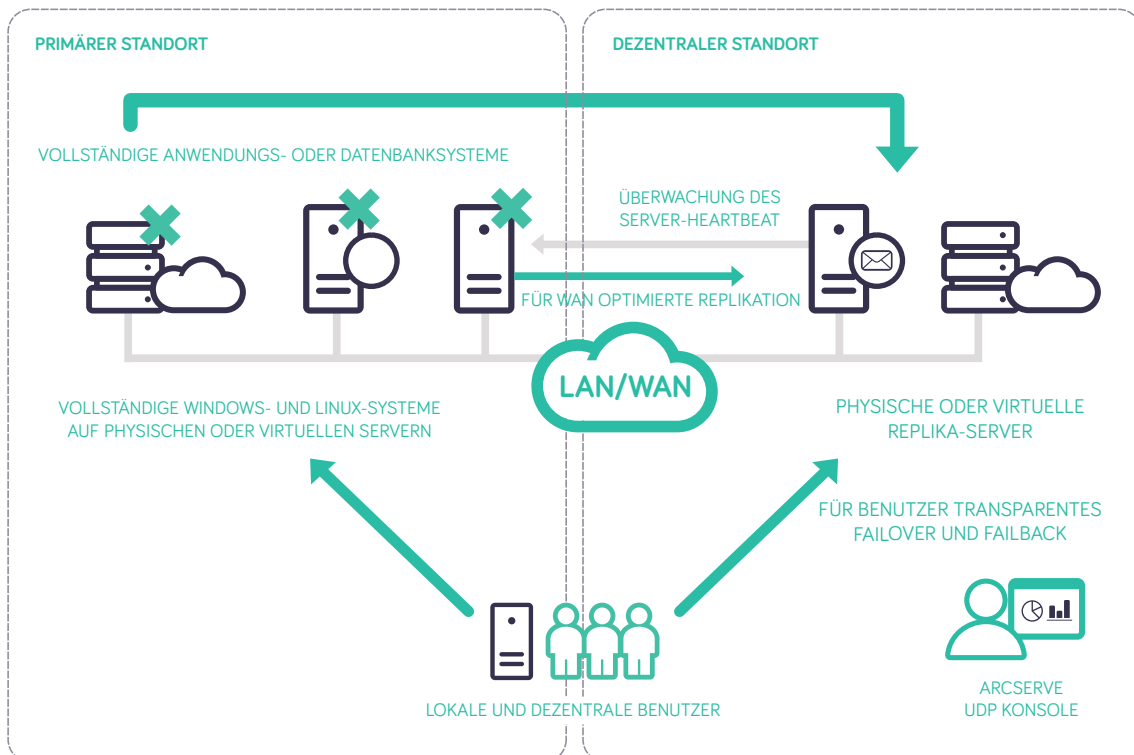 PRIMÄRER STANDORT
DEZENTRALER STANDORT
VOLLSTÄNDIGE ANWENDUNGS- ODER DATENBANKSYSTEME
ÜBERWACHUNG DES
SERVER-HEARTBEAT
FÜR WAN OPTIMIERTE REPLIKATION
LAN/WAN
VOLLSTÄNDIGE WINDOWS- UND LINUX-SYSTEME
AUF PHYSISCHEN ODER VIRTUELLEN SERVERN
PHYSISCHE ODER VIRTUELLE
REPLIKA-SERVER
FÜR BENUTZER TRANSPARENTES
FAILOVER UND FAILBACK
LOKALE UND DEZENTRALE BENUTZER
ARCSERVE
UDP KONSOLE